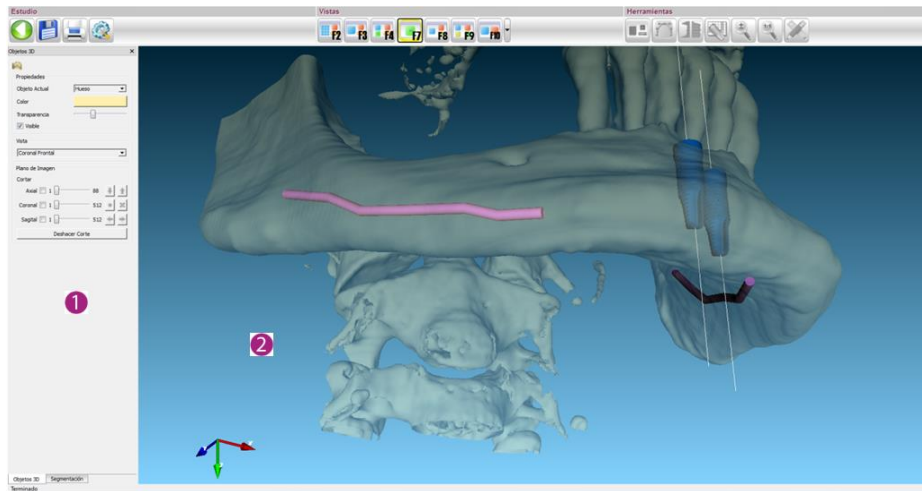 Estudio
Vistas
Herramientas
F2 F3 F4 F7 F8 F9 F10
Objetos 3D
Propiedades
Objeto Actual Hueso
Color
Transparencia
Visible
Vista
Coronal Frontal
Plano de Imagen
Cortar
Axial 1 88
Coronal 1 512
Sagital 1 512
Deshacer Corte
1
2
Objetos 3D Segmentación
Terminado